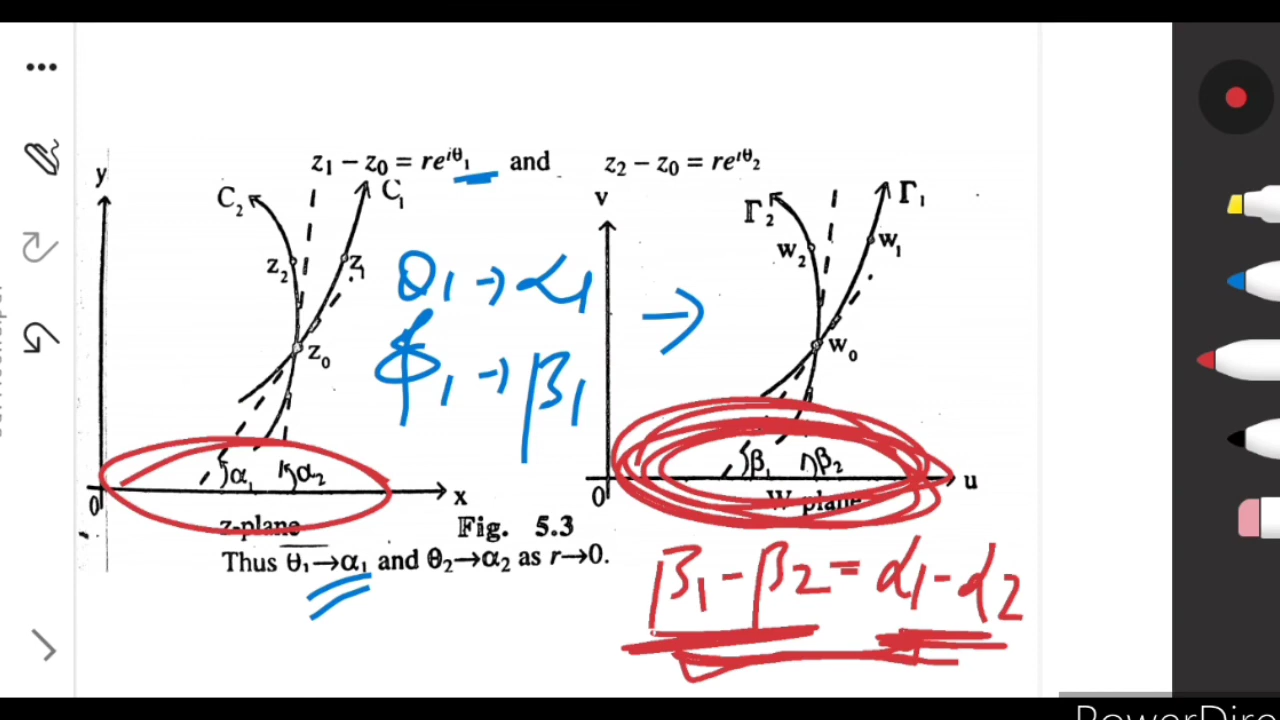 z₁ − z₀ = re^{iθ₁} and z₂ − z₀ = re^{iθ₂}
y
v
C₂
C₁
Γ₂
Γ₁
z₂
z₁
w₂
w₁
θ₁ → α₁
→
z₀
w₀
ϕ₁ → β₁
α₁
α₂
β₁
β₂
0
x
0
u
z-plane
W plane
Fig. 5.3
Thus θ₁→α₁ and θ₂→α₂ as r→0.
β₁ − β₂ = α₁ − α₂
PowerDire